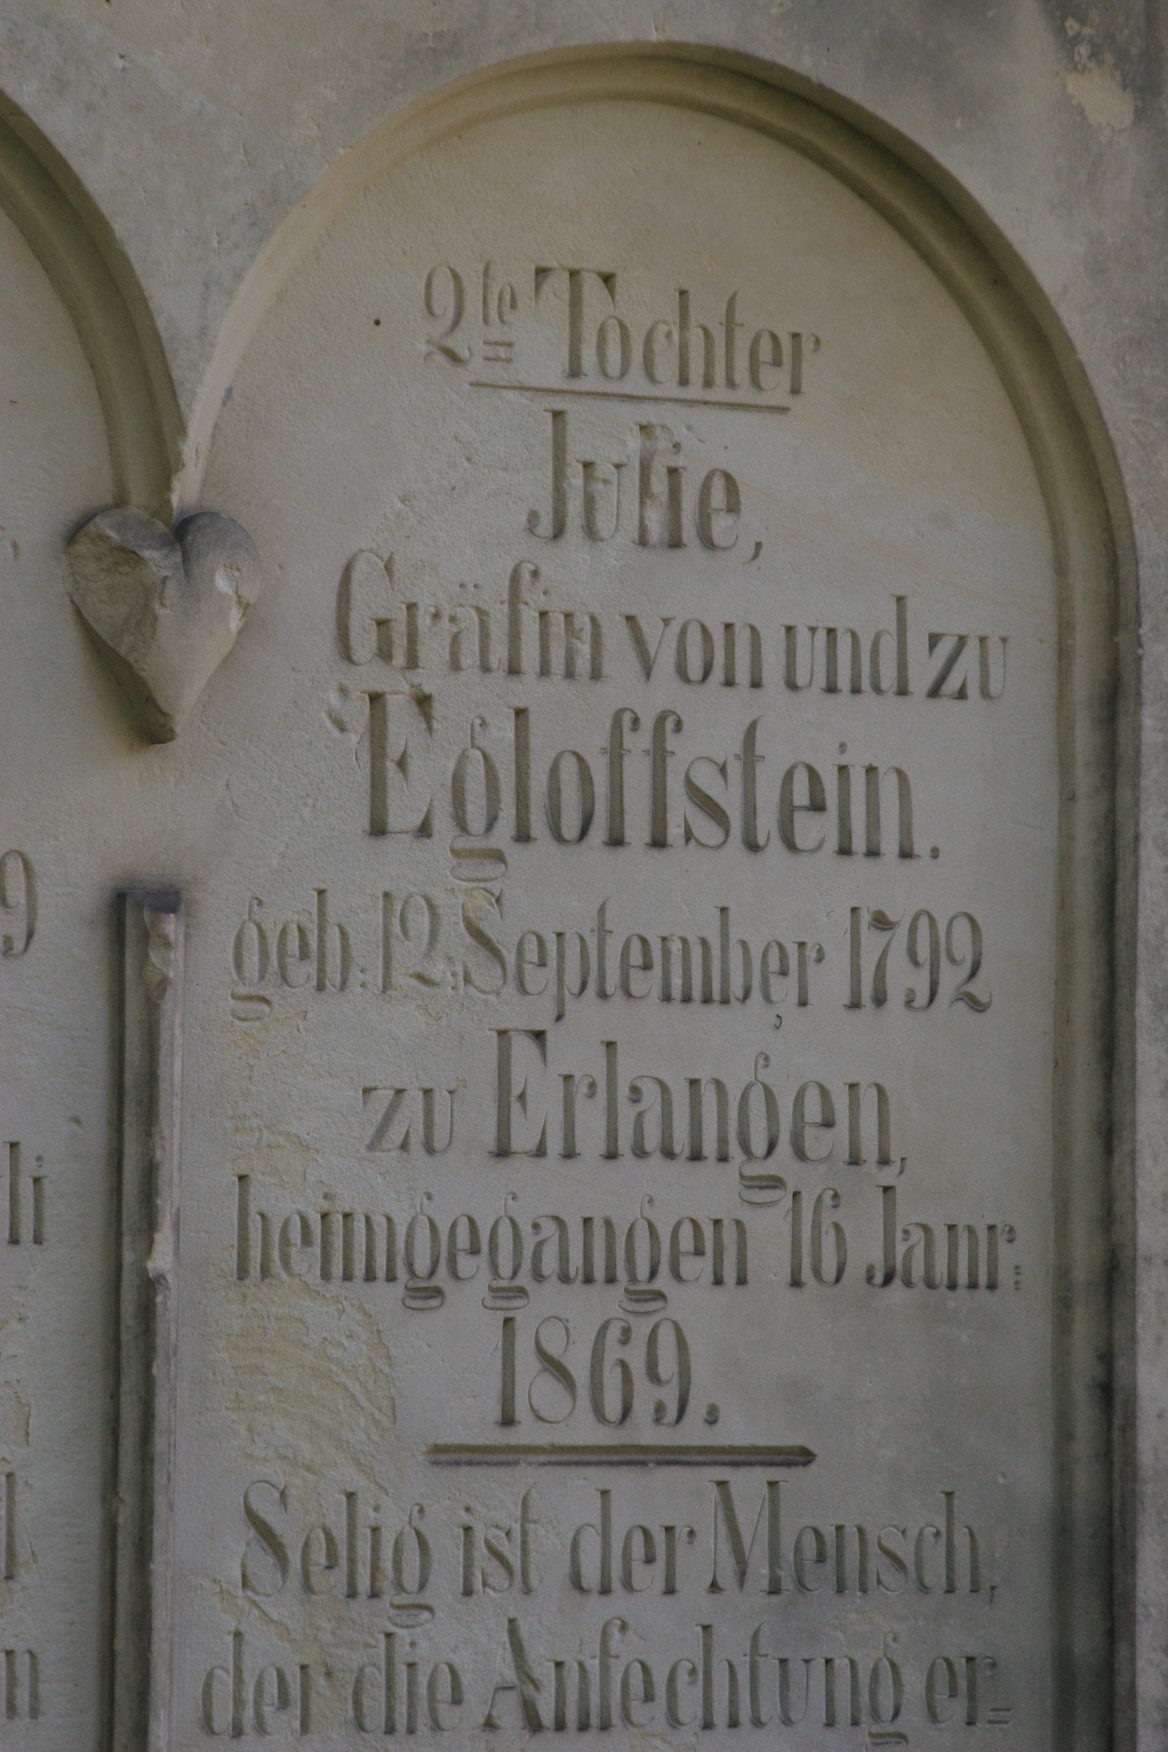 2te Tochter
Julie,
Gräfin von und zu
Egloffstein.
geb: 12. September 1792
zu Erlangen,
heimgegangen 16 Janr:
1869.
Selig ist der Mensch,
der die Anfechtung er=